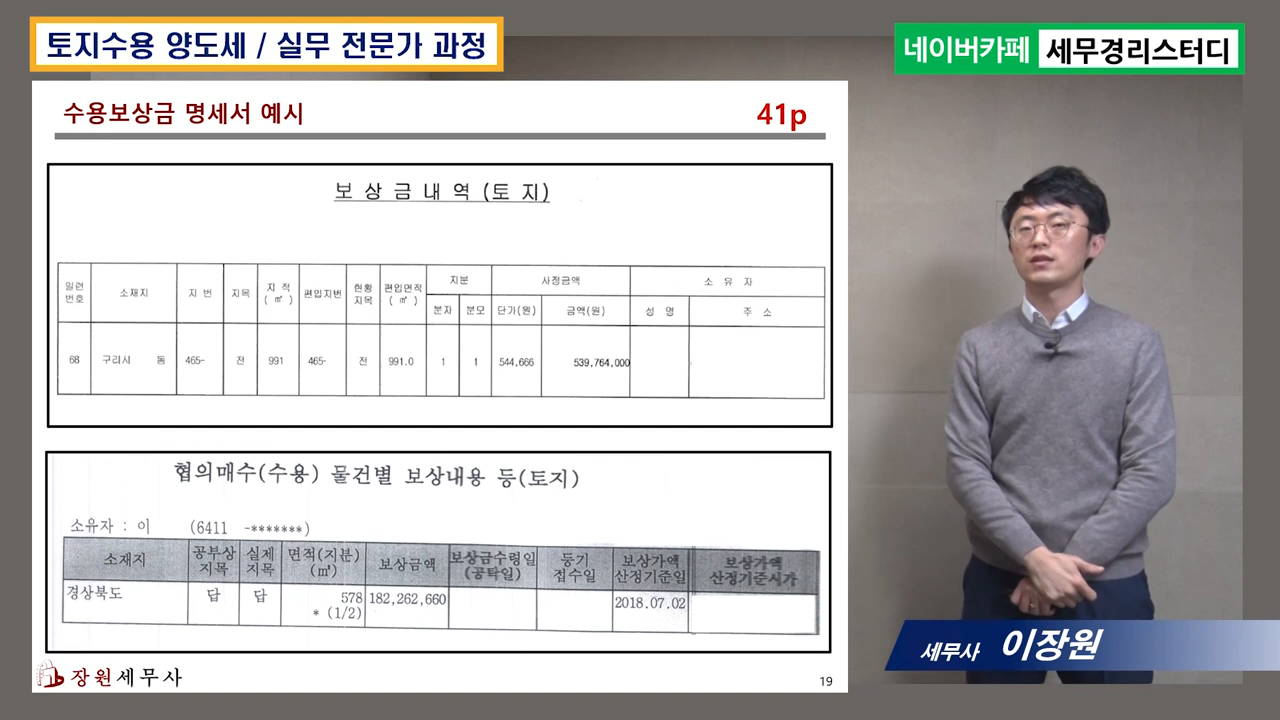 토지수용 양도세 / 실무 전문가 과정
네이버카페 세무경리스터디
수용보상금 명세서 예시
41p
보 상 금 내 역 (토 지)
일련번호 소재지 지 번 지목 지 적 (㎡) 편입지번 현황지목 편입면적 (㎡) 지분 사정금액 소 유 자
분자 분모 단가(원) 금액(원) 성 명 주 소
68 구리시 동 465- 전 991 465- 전 991.0 1 1 544,666 539,764,000
협의매수(수용) 물건별 보상내용 등(토지)
소유자 : 이 (6411 -*******)
소재지 공부상지목 실제지목 면적(지분)(㎡) 보상금액 보상금수령일(공탁일) 등기접수일 보상가액산정기준일 보상가액산정기준시가
경상북도 답 답 578 182,262,660 2018.07.02
* (1/2)
세무사 이장원
장원세무사
19